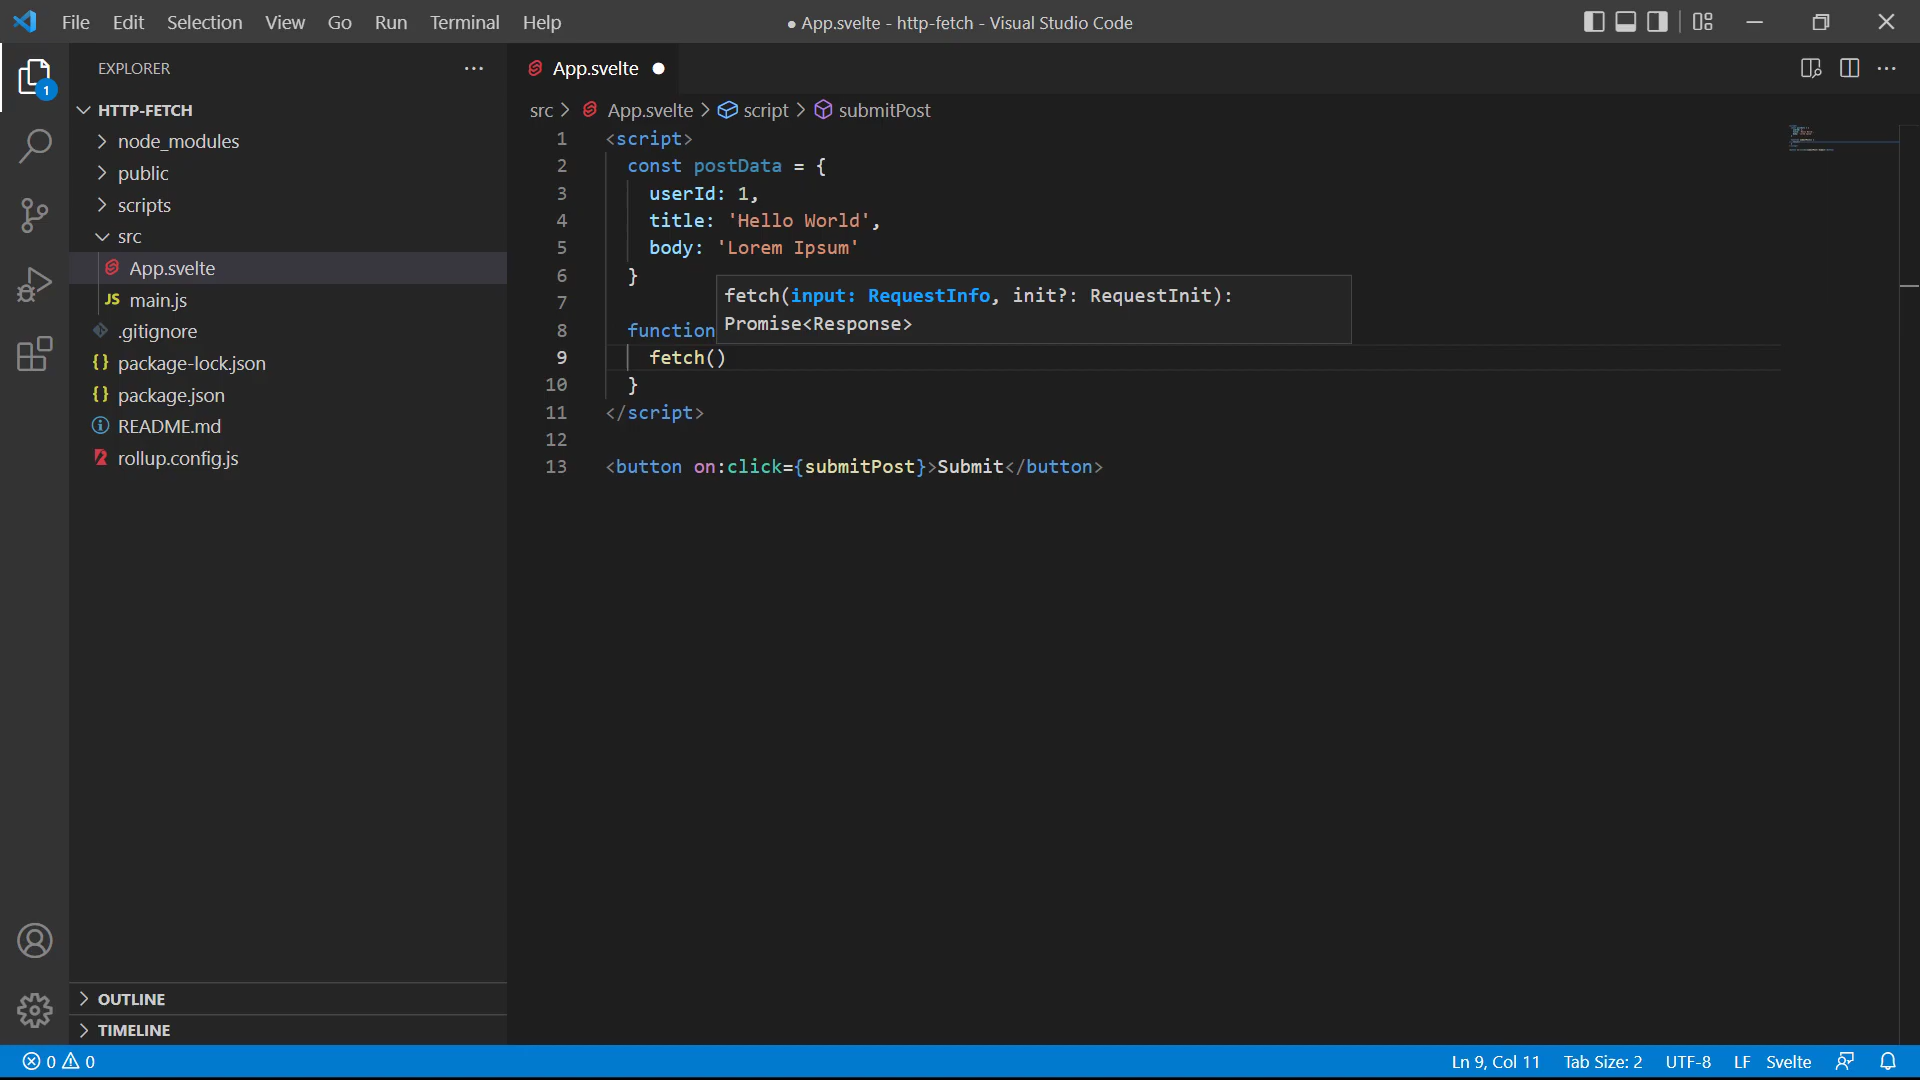 File Edit Selection View Go Run Terminal Help
● App.svelte - http-fetch - Visual Studio Code
1
EXPLORER
HTTP-FETCH
node_modules
public
scripts
src
App.svelte
JS main.js
.gitignore
{} package-lock.json
{} package.json
README.md
rollup.config.js
OUTLINE
TIMELINE
App.svelte
src > App.svelte > script > submitPost
1 <script>
2 const postData = {
3 userId: 1,
4 title: 'Hello World',
5 body: 'Lorem Ipsum'
6 }
fetch(input: RequestInfo, init?: RequestInit):
7
Promise<Response>
8 function
9 fetch()
10 }
11 </script>
12
13 <button on:click={submitPost}>Submit</button>
0 0
Ln 9, Col 11 Tab Size: 2 UTF-8 LF Svelte